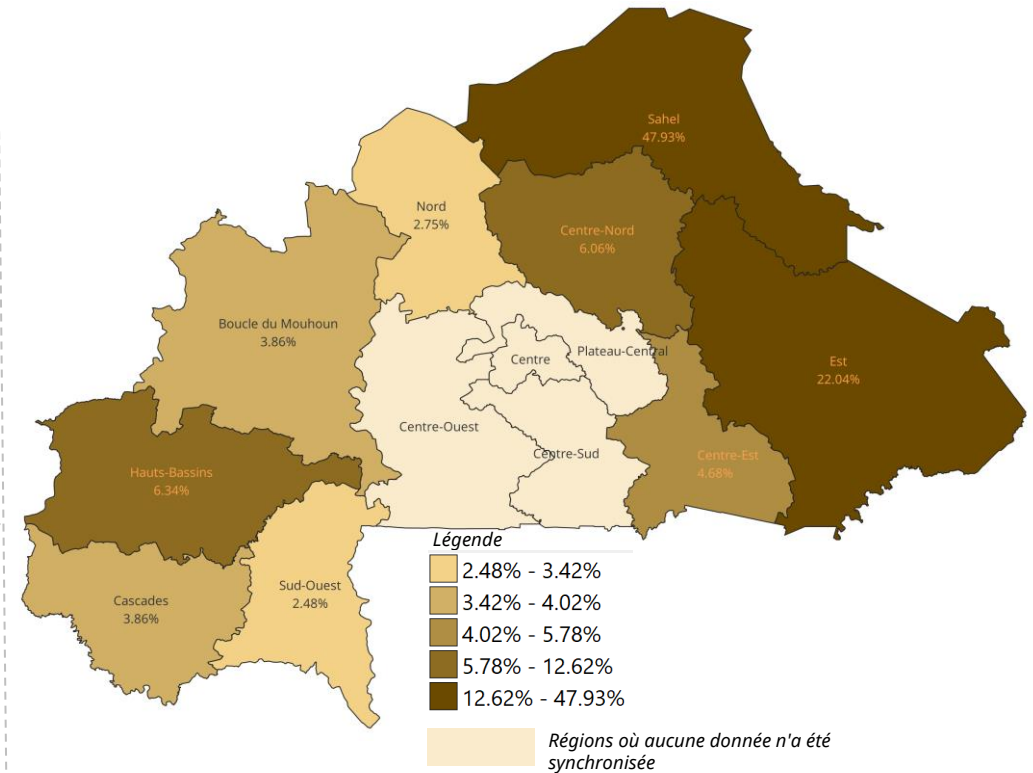 Sahel
47.93%
Nord
2.75%
Centre-Nord
6.06%
Boucle du Mouhoun
3.86%
Centre
Plateau-Central
Est
22.04%
Centre-Ouest
Centre-Sud
Centre-Est
4.68%
Hauts-Bassins
6.34%
Cascades
3.86%
Sud-Ouest
2.48%
Légende
2.48% - 3.42%
3.42% - 4.02%
4.02% - 5.78%
5.78% - 12.62%
12.62% - 47.93%
Régions où aucune donnée n'a été
synchronisée